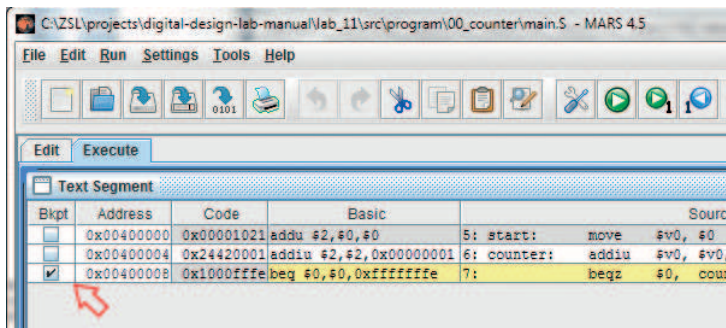 C:\ZSL\projects\digital-design-lab-manual\lab_11\src\program\00_counter\main.S - MARS 4.5
File Edit Run Settings Tools Help
0101 1 1
Edit Execute
Text Segment
Bkpt Address Code Basic Sourc
0x00400000 0x00001021 addu $2,$0,$0 5: start: move $v0, $0
0x00400004 0x24420001 addiu $2,$2,0x00000001 6: counter: addiu $v0, $v0,
0x00400008 0x1000fffe beq $0,$0,0xfffffffe 7: beqz $0, cou